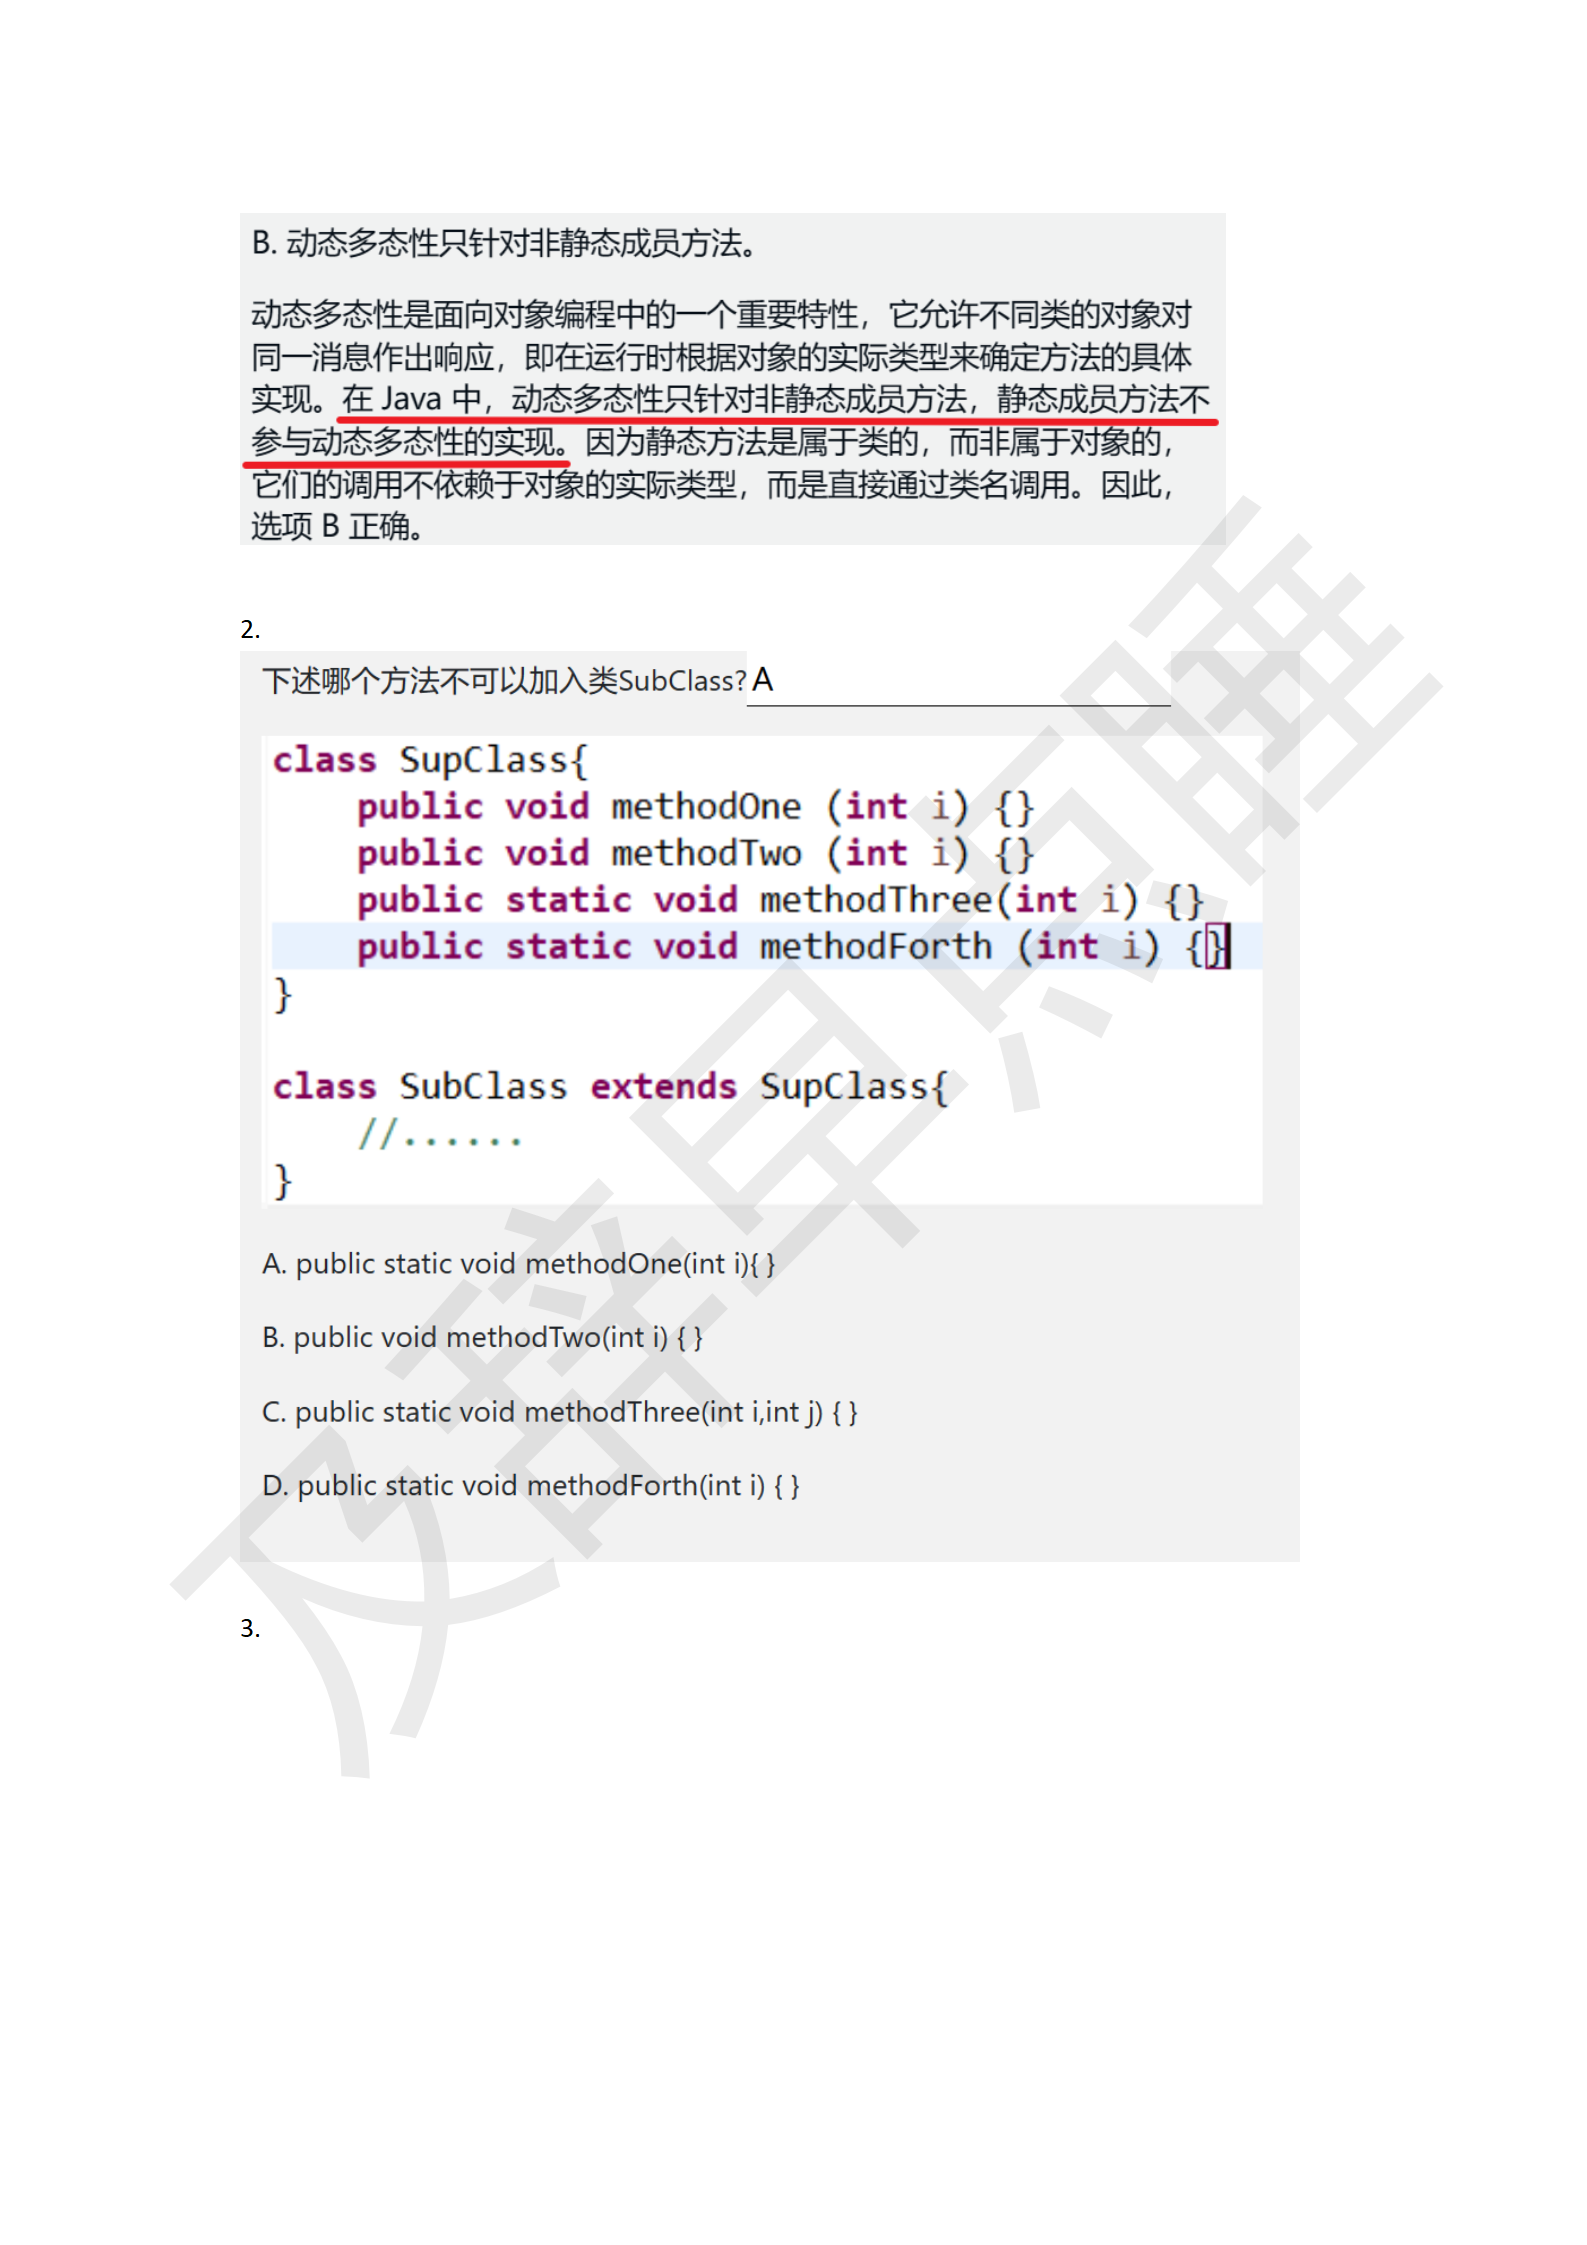 B. 动态多态性只针对非静态成员方法。
动态多态性是面向对象编程中的一个重要特性，它允许不同类的对象对
同一消息作出响应，即在运行时根据对象的实际类型来确定方法的具体
实现。在 Java 中，动态多态性只针对非静态成员方法，静态成员方法不
参与动态多态性的实现。因为静态方法是属于类的，而非属于对象的，
它们的调用不依赖于对象的实际类型，而是直接通过类名调用。因此，
选项 B 正确。
2.
下述哪个方法不可以加入类SubClass? A
class SupClass{
public void methodOne (int i) {}
public void methodTwo (int i) {}
public static void methodThree(int i) {}
public static void methodForth (int i) {}
}
class SubClass extends SupClass{
//......
}
A. public static void methodOne(int i){ }
B. public void methodTwo(int i) { }
C. public static void methodThree(int i,int j) { }
D. public static void methodForth(int i) { }
3.
及辞早点睡